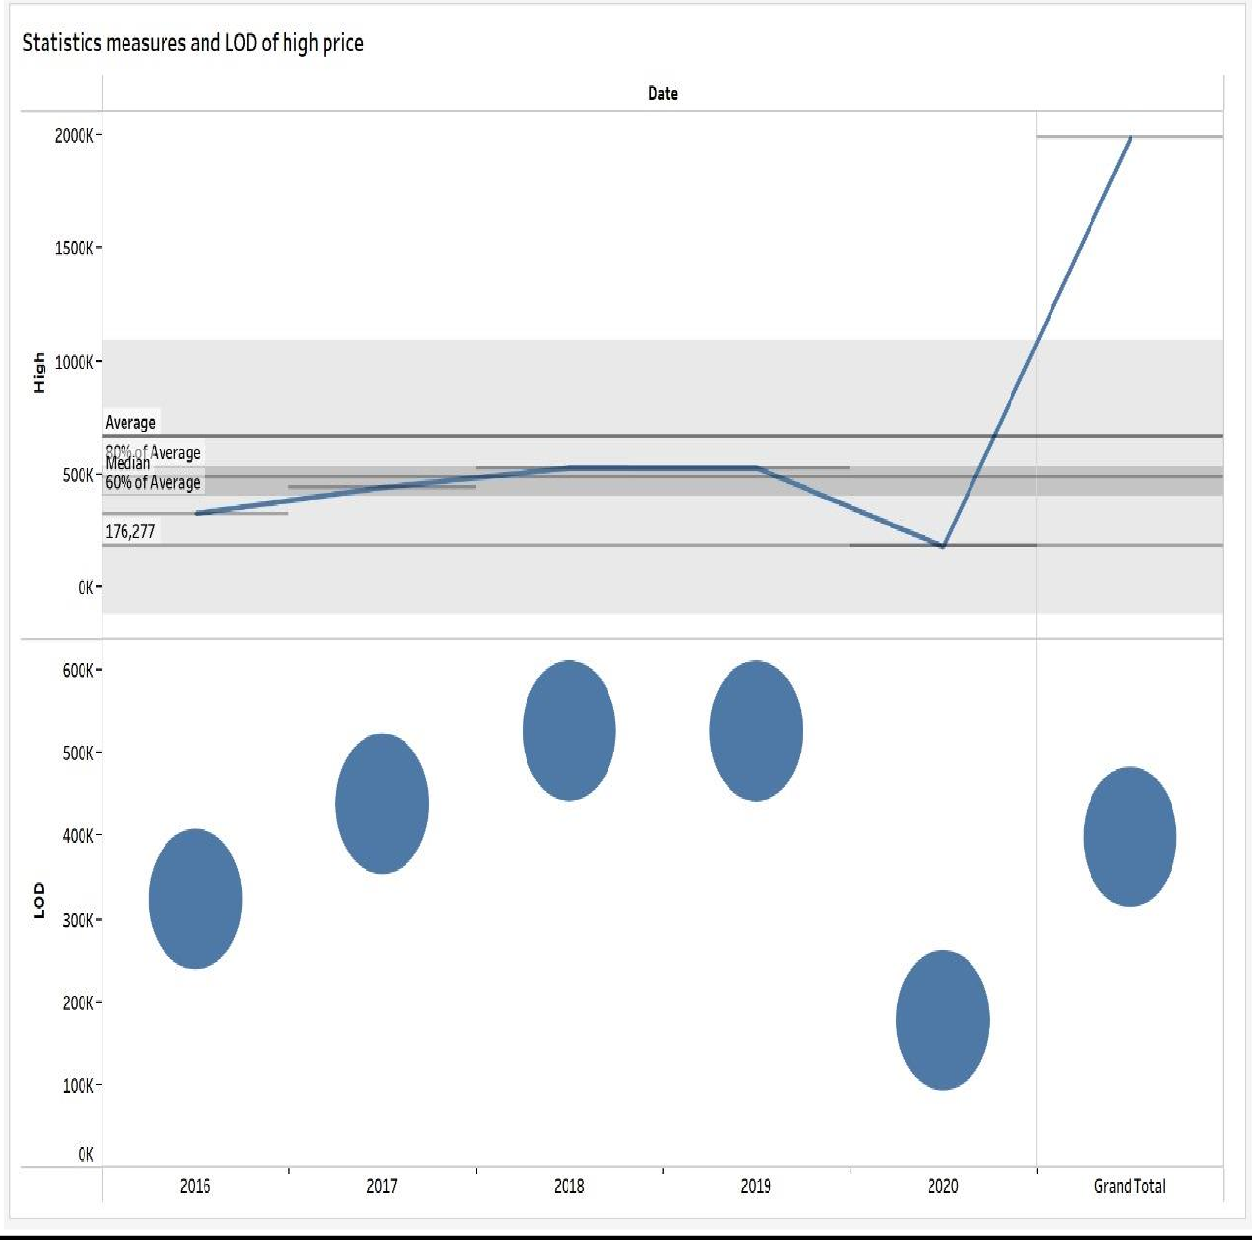 Statistics measures and LOD of high price
Date
High
2000K
1500K
1000K
Average
80% of Average
Median
500K
60% of Average
176,277
0K
LOD
600K
500K
400K
300K
200K
100K
0K
2016 2017 2018 2019 2020 Grand Total